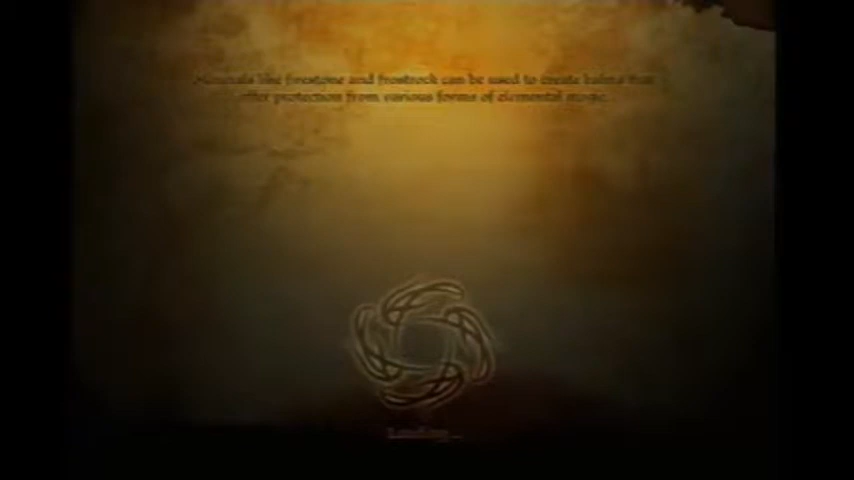 Minerals like firestone and frostrock can be used to create balms that
offer protection from various forms of elemental magic.
Loading...